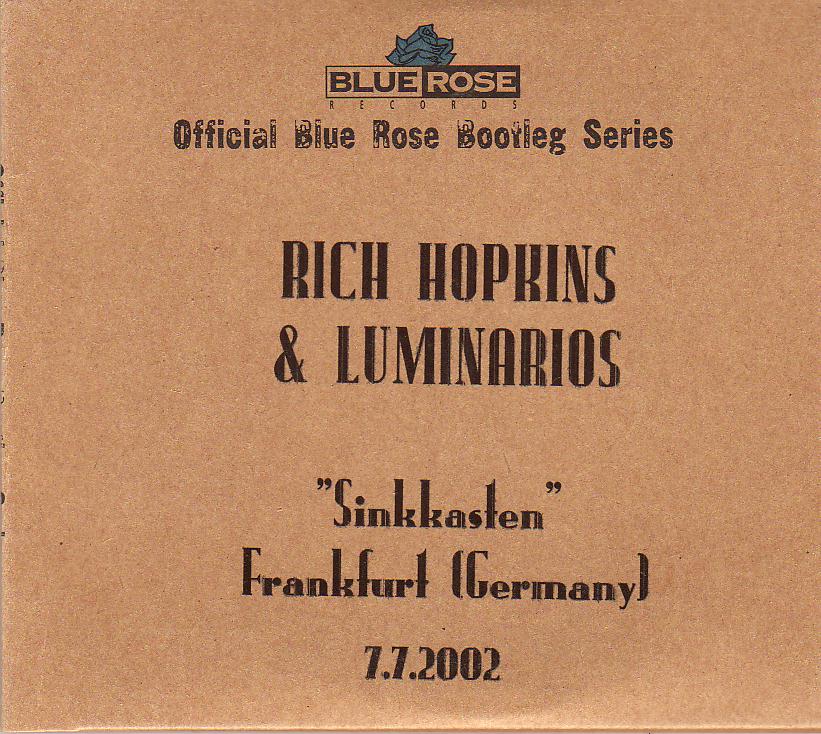 BLUE ROSE
RECORDS
Official Blue Rose Bootleg Series
RICH HOPKINS
& LUMINARIOS
"Sinkkasten"
Frankfurt (Germany)
7.7.2002